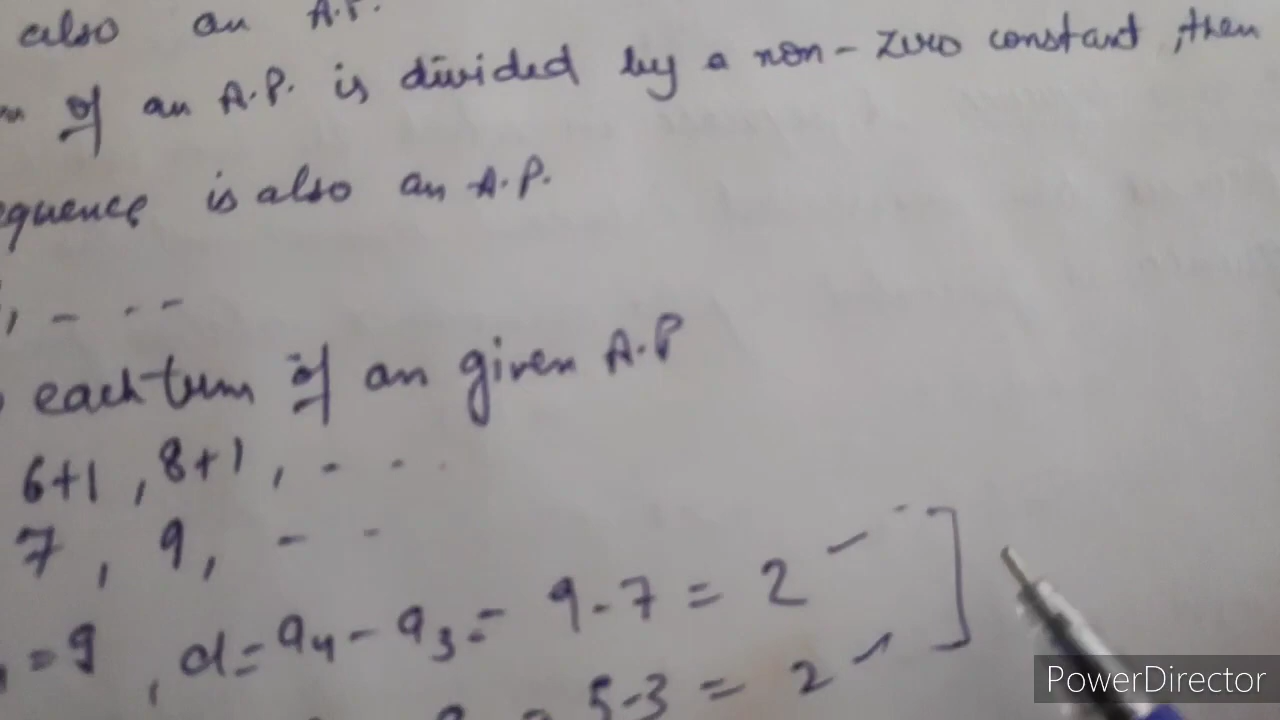 also an A.P.
of an A.P. is divided by a non-zero constant, then
equence is also an A.P.
, - - -
each term of an given A.P
6+1, 8+1, - - -
7, 9, - -
=9, d=a4-a3= 9-7=2
= 5-3=2
PowerDirector